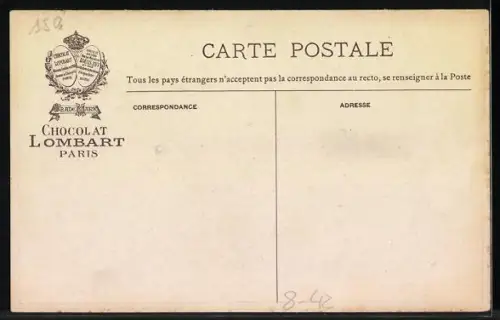 CARTE POSTALE
Tous les pays étrangers n'acceptent pas la correspondance au recto, se renseigner à la Poste
CORRESPONDANCE
ADRESSE
CHOCOLAT
LOMBART
PARIS
8-42